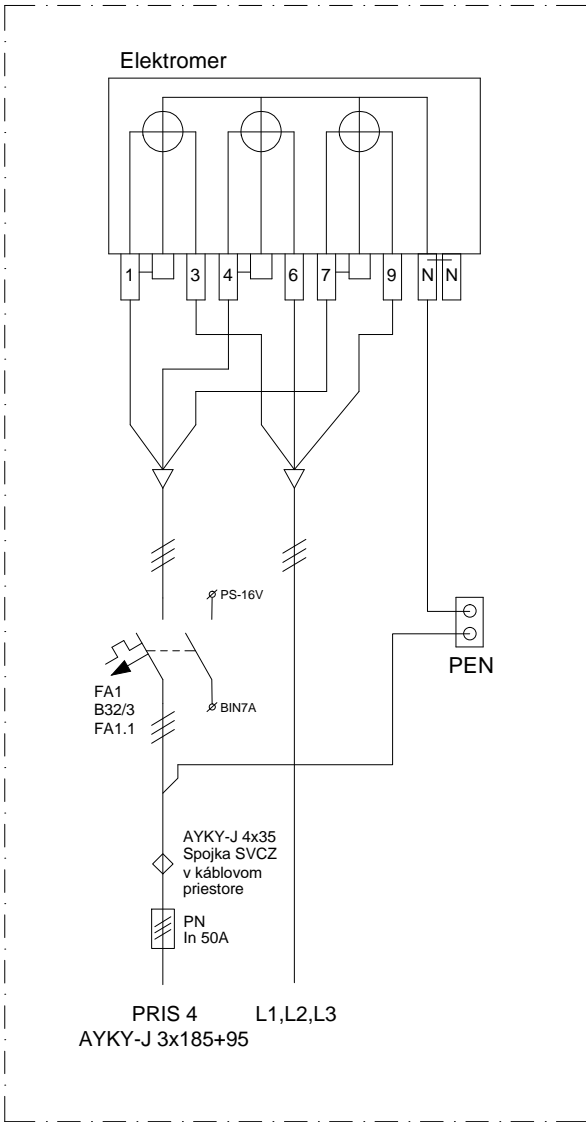 Elektromer
1 3 4 6 7 9 N N
PS-16V
PEN
FA1
B32/3
FA1.1
BIN7A
AYKY-J 4x35
Spojka SVCZ
v káblovom
priestore
PN
In 50A
PRIS 4
AYKY-J 3x185+95
L1,L2,L3